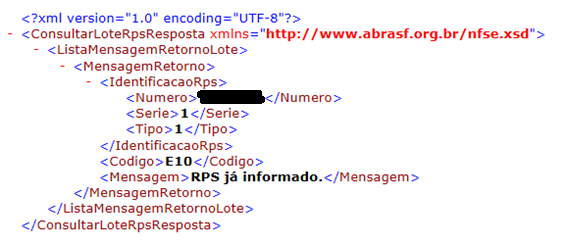 <?xml version="1.0" encoding="UTF-8"?>
- <ConsultarLoteRpsResposta xmlns="http://www.abrasf.org.br/nfse.xsd">
- <ListaMensagemRetornoLote>
- <MensagemRetorno>
- <IdentificacaoRps>
<Numero></Numero>
<Serie>1</Serie>
<Tipo>1</Tipo>
</IdentificacaoRps>
<Codigo>E10</Codigo>
<Mensagem>RPS já informado.</Mensagem>
</MensagemRetorno>
</ListaMensagemRetornoLote>
</ConsultarLoteRpsResposta>